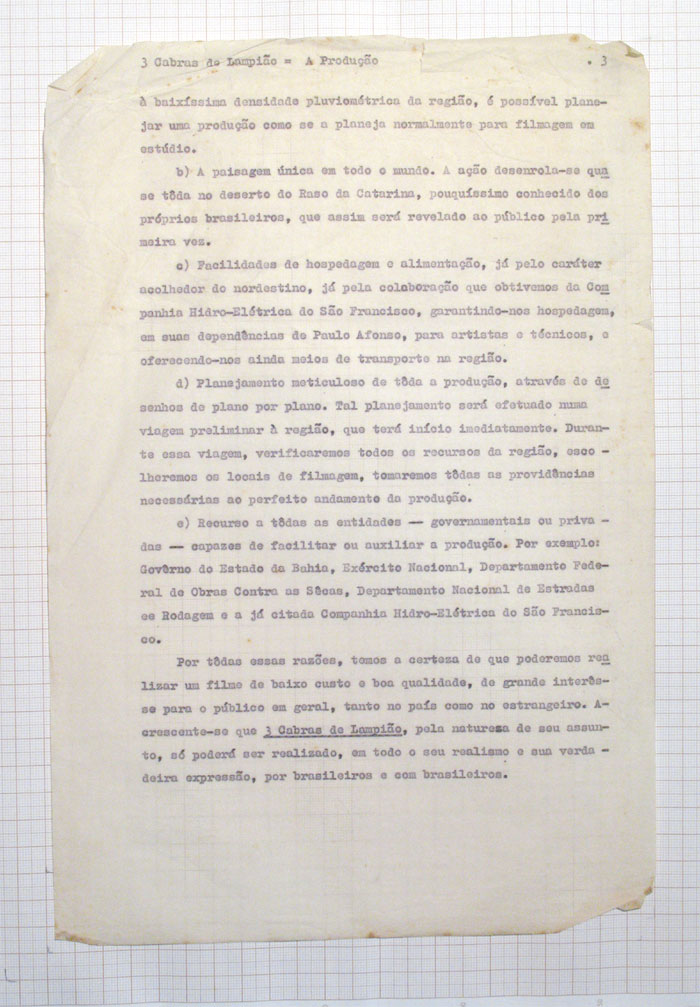 3 Cabras de Lampião = A Produção . 3
à baixíssima densidade pluviométrica da região, é possível plane-
jar uma produção como se a planeja normalmente para filmagem em
estúdio.
b) A paisagem única em todo o mundo. A ação desenrola-se qua
se tôda no deserto do Raso da Catarina, pouquíssimo conhecido dos
próprios brasileiros, que assim será revelado ao público pela pri
meira vez.
c) Facilidades de hospedagem e alimentação, já pelo caráter
acolhedor do nordestino, já pela colaboração que obtivemos da Com
panhia Hidro-Elétrica do São Francisco, garantindo-nos hospedagem,
em suas dependências de Paulo Afonso, para artistas e técnicos, e
oferecendo-nos ainda meios de transporte na região.
d) Planejamento meticuloso de tôda a produção, através de de
senhos de plano por plano. Tal planejamento será efetuado numa
viagem preliminar à região, que terá início imediatamente. Duran-
te essa viagem, verificaremos todos os recursos da região, esco -
lheremos os locais de filmagem, tomaremos tôdas as providências
necessárias ao perfeito andamento da produção.
e) Recurso a tôdas as entidades — governamentais ou priva -
das — capazes de facilitar ou auxiliar a produção. Por exemplo:
Govêrno do Estado da Bahia, Exército Nacional, Departamento Fede-
ral de Obras Contra as Sêcas, Departamento Nacional de Estradas
ee Rodagem e a já citada Companhia Hidro-Elétrica do São Francis-
co.
Por tôdas essas razões, temos a certeza de que poderemos rea
lizar um filme de baixo custo e boa qualidade, de grande interês-
se para o público em geral, tanto no país como no estrangeiro. A-
crescente-se que 3 Cabras de Lampião, pela natureza de seu assun-
to, só poderá ser realizado, em todo o seu realismo e sua verda -
deira expressão, por brasileiros e com brasileiros.